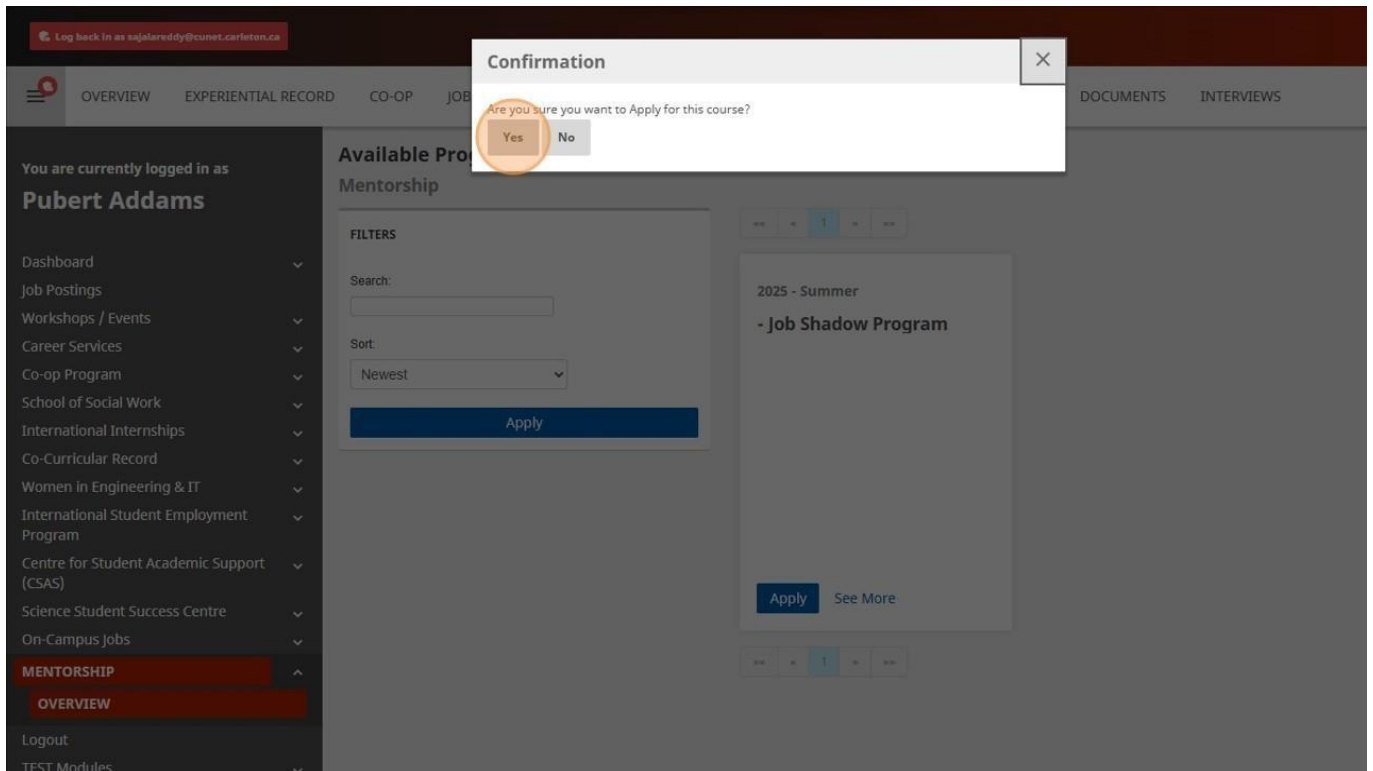 Log back in as sajalareddy@cunet.carleton.ca
OVERVIEW EXPERIENTIAL RECORD CO-OP JOB DOCUMENTS INTERVIEWS
Confirmation
Are you sure you want to Apply for this course?
Yes No
You are currently logged in as
Pubert Addams
Dashboard
Job Postings
Workshops / Events
Career Services
Co-op Program
School of Social Work
International Internships
Co-Curricular Record
Women in Engineering & IT
International Student Employment
Program
Centre for Student Academic Support
(CSAS)
Science Student Success Centre
On-Campus Jobs
MENTORSHIP
OVERVIEW
Logout
TEST Modules
Available Pro
Mentorship
FILTERS
Search:
Sort:
Newest
Apply
«« « 1 » »»
2025 - Summer
- Job Shadow Program
Apply See More
«« « 1 » »»